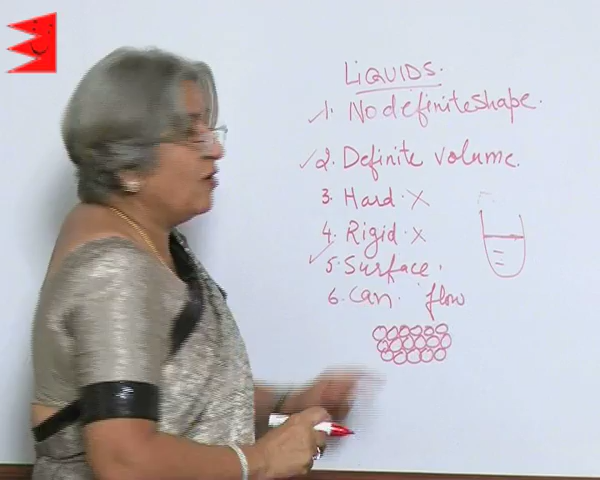 LIQUIDS.
✓1. No definite shape.
✓2. Definite volume.
3. Hard. X
4. Rigid. X
✓5. Surface.
6. Can. flow